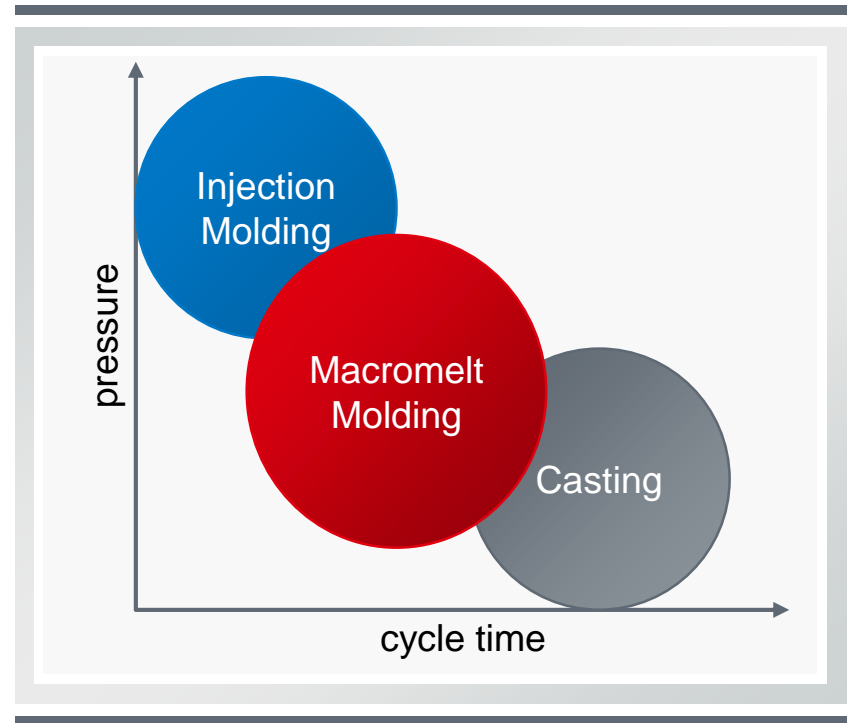 Injection
Molding
pressure
Macromelt
Molding
Casting
cycle time